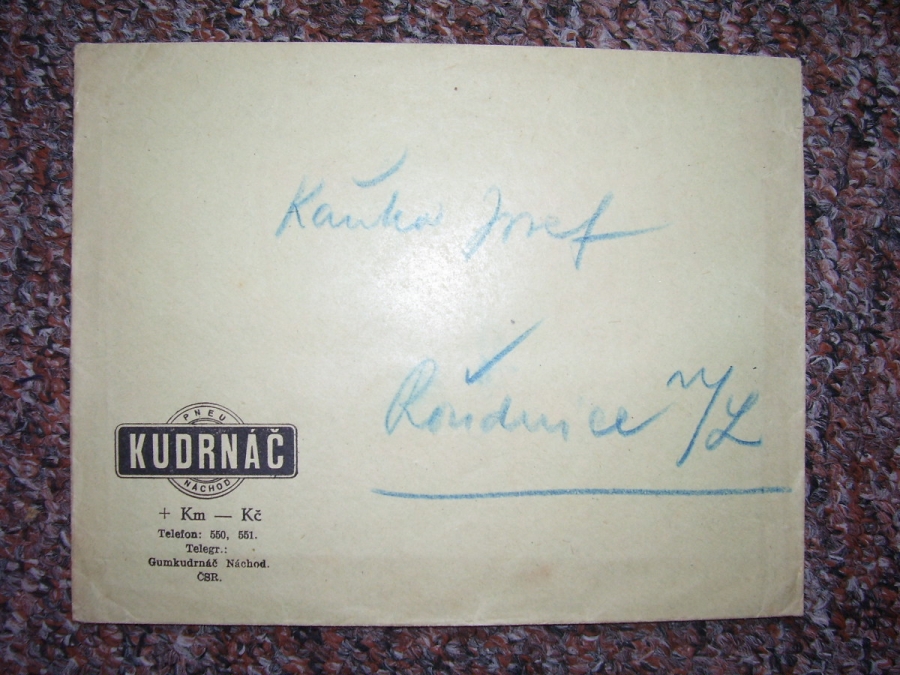 Kaňka Josef
Roudnice n/L
PNEU
KUDRNÁČ
NÁCHOD
+ Km — Kč
Telefon: 550, 551.
Telegr.:
Gumkudrnáč Náchod.
ČSR.